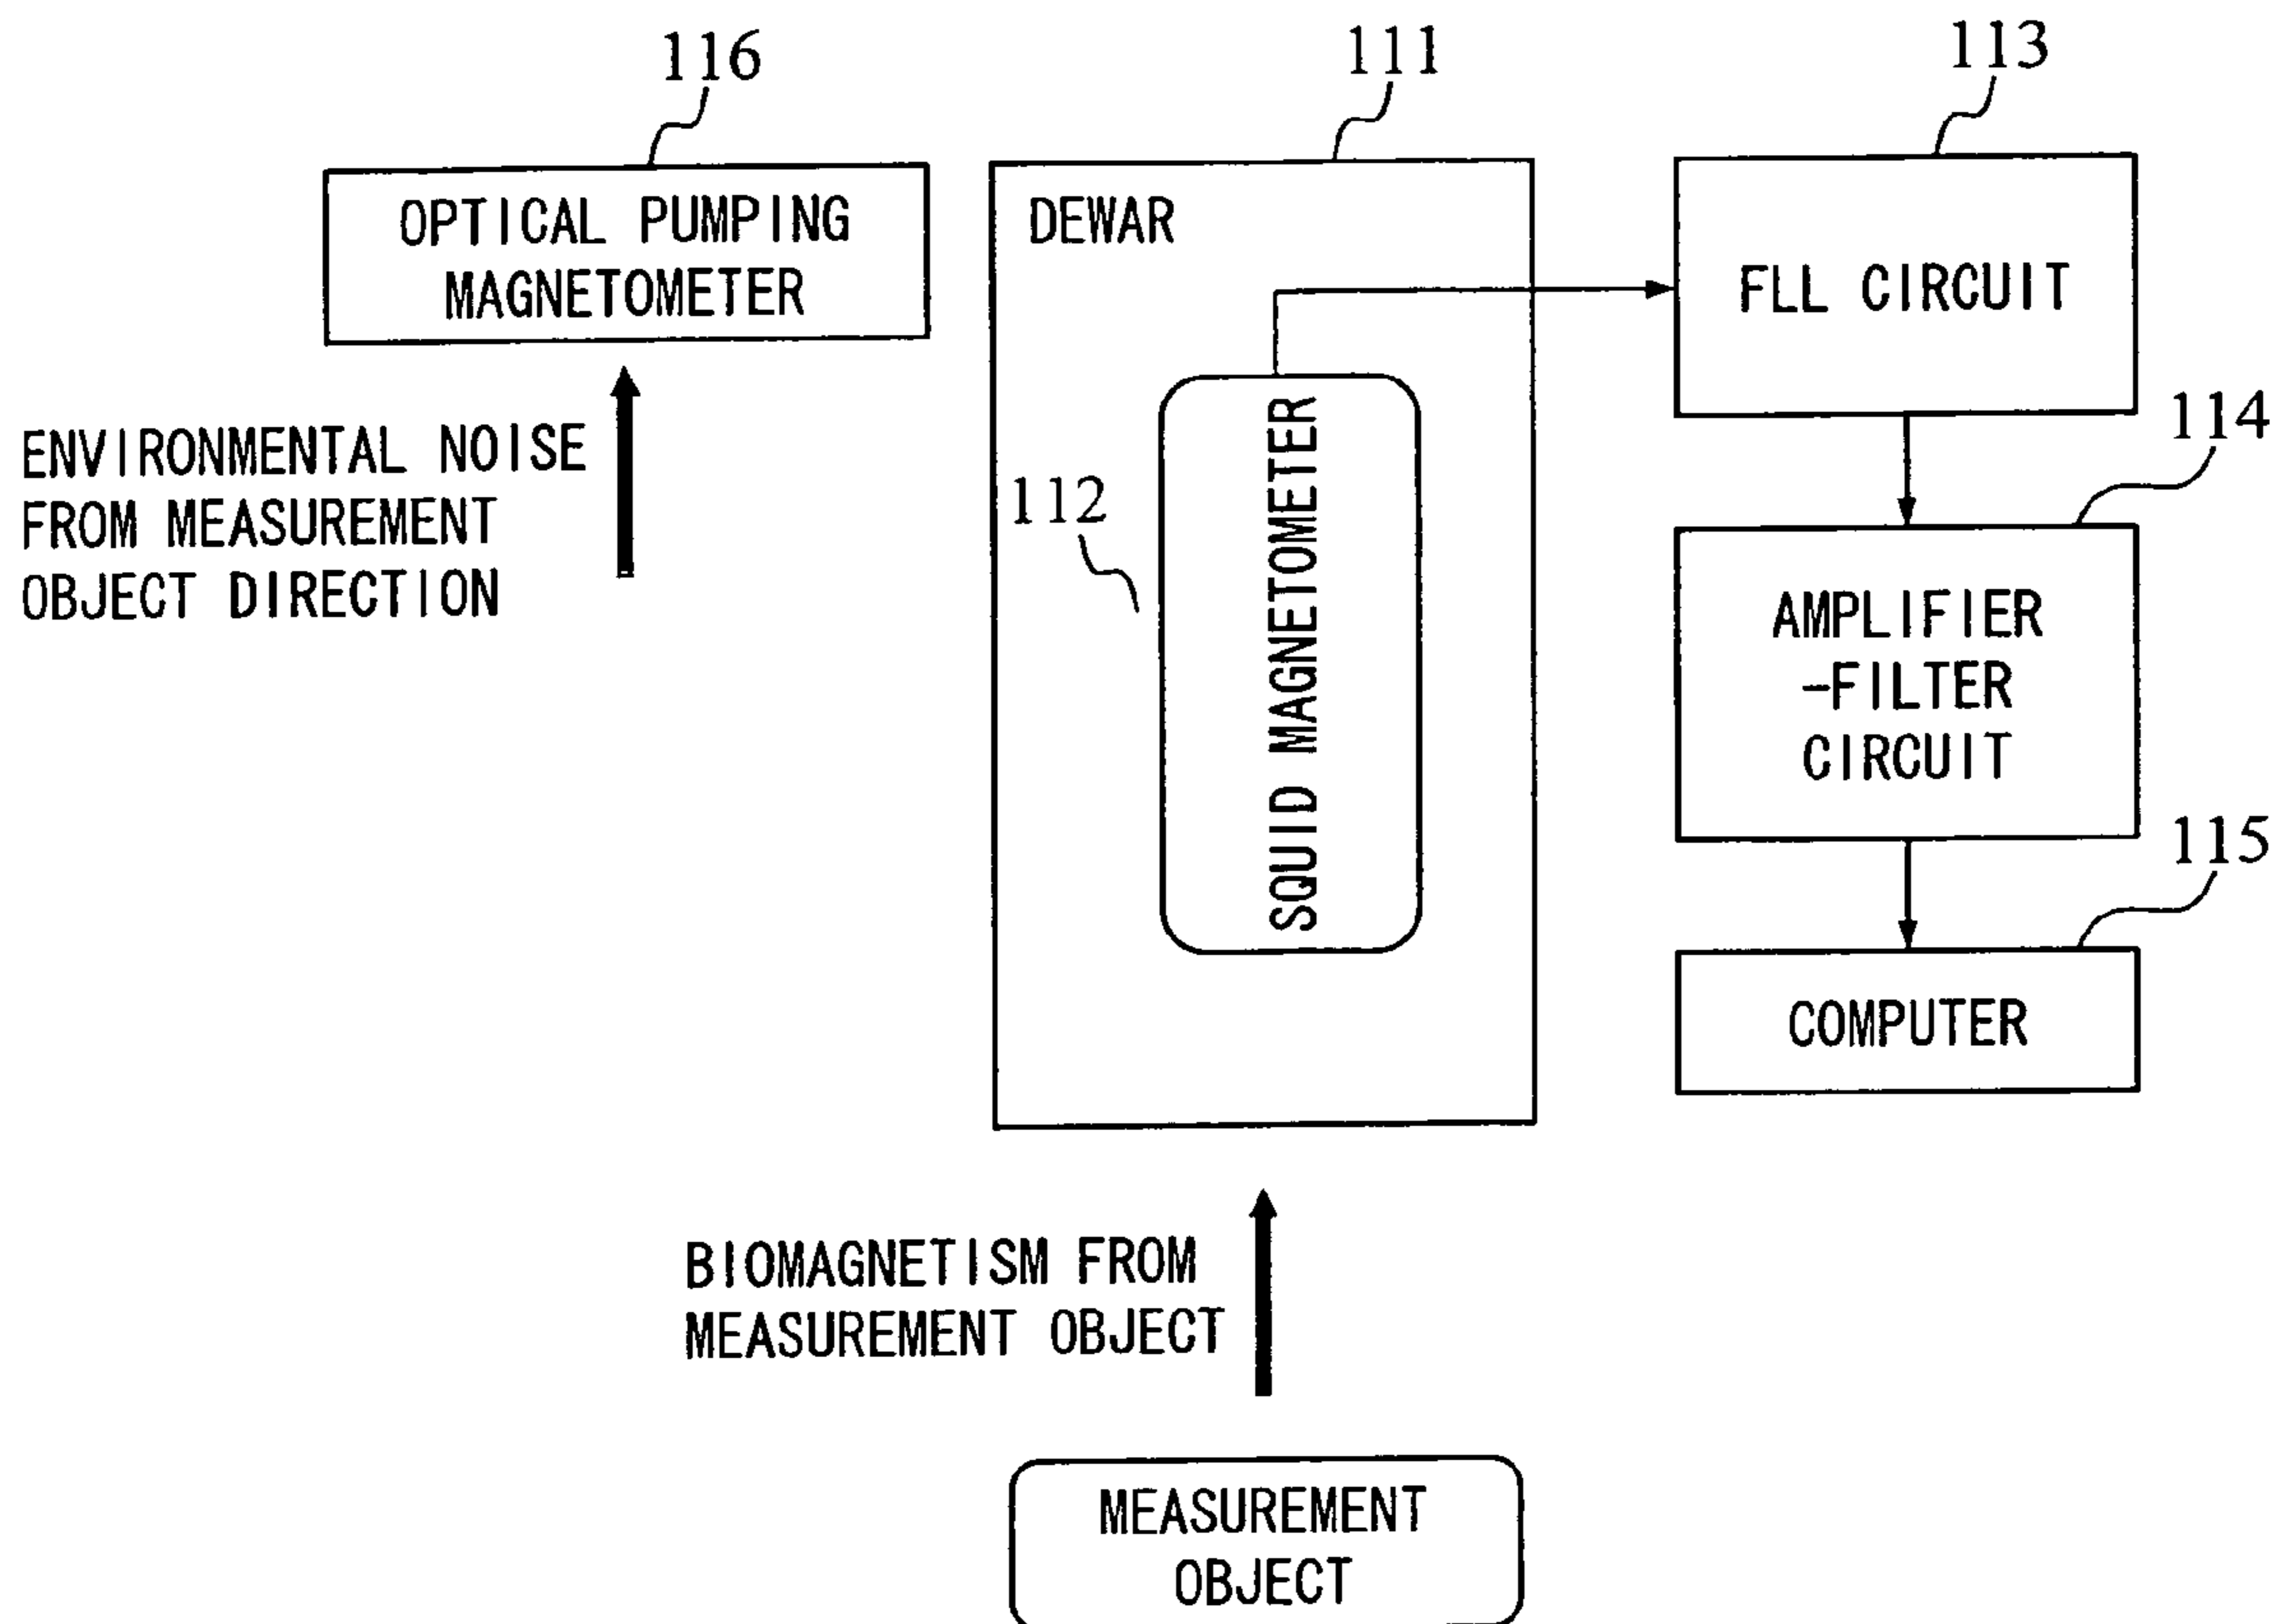 116
111
113
OPTICAL PUMPING
MAGNETOMETER
DEWAR
FLL CIRCUIT
ENVIRONMENTAL NOISE
FROM MEASUREMENT
OBJECT DIRECTION
112
SQUID MAGNETOMETER
114
AMPLIFIER
-FILTER
CIRCUIT
115
COMPUTER
BIOMAGNETISM FROM
MEASUREMENT OBJECT
MEASUREMENT
OBJECT